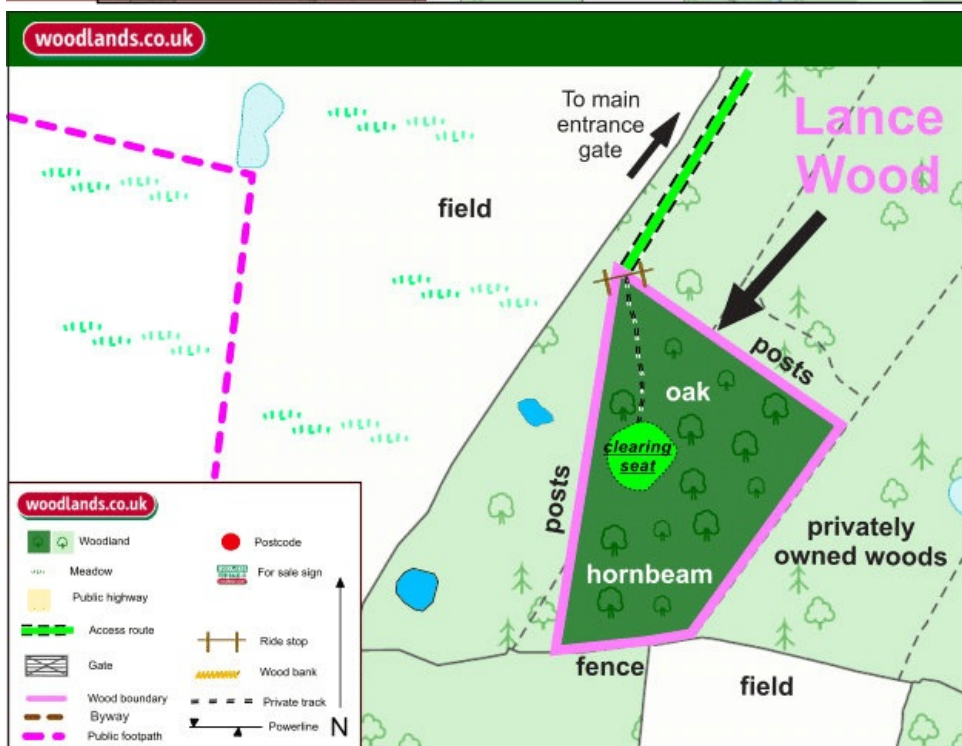 woodlands.co.uk
To main
entrance
gate
Lance
Wood
field
posts
oak
clearing
seat
posts
privately
owned woods
hornbeam
fence
field
woodlands.co.uk
Woodland
Meadow
Public highway
Access route
Gate
Wood boundary
Byway
Public footpath
Postcode
For sale sign
Ride stop
Wood bank
Private track
Powerline
N